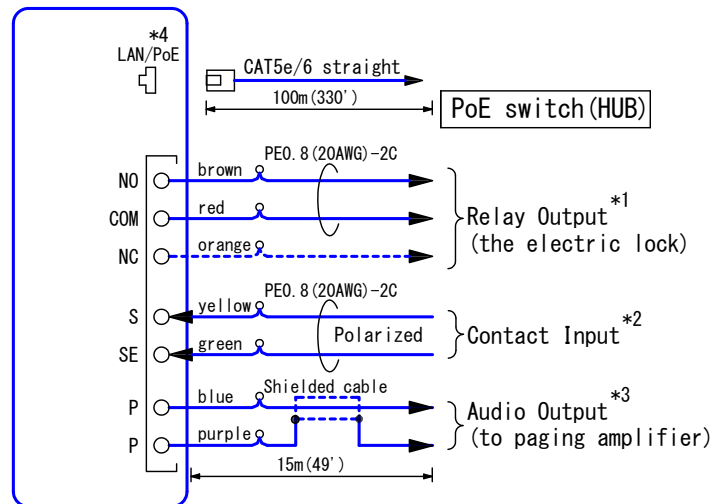 *4
LAN/PoE
CAT5e/6 straight
100m(330')
PoE switch(HUB)
PE0.8(20AWG)-2C
NO brown
COM red
NC orange
Relay Output*1
(the electric lock)
PE0.8(20AWG)-2C
S yellow
SE green
Polarized
Contact Input*2
Shielded cable
P blue
P purple
Audio Output*3
(to paging amplifier)
15m(49')